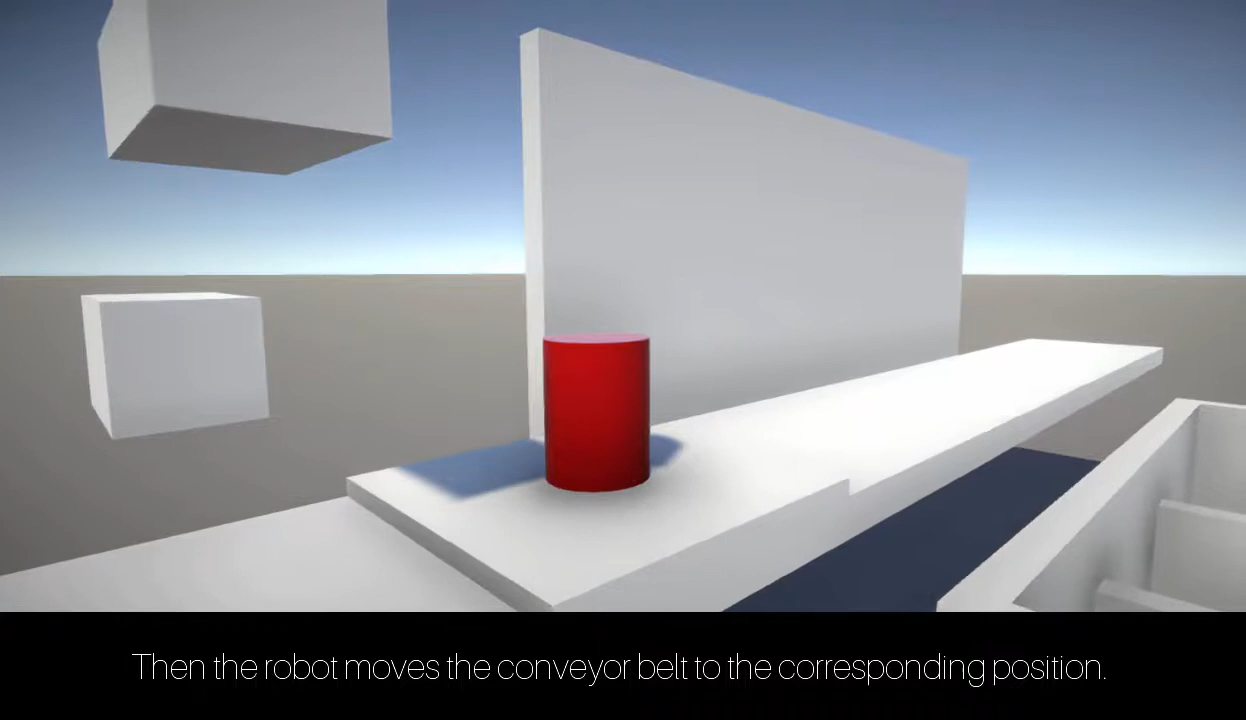 Then the robot moves the conveyor belt to the corresponding position.